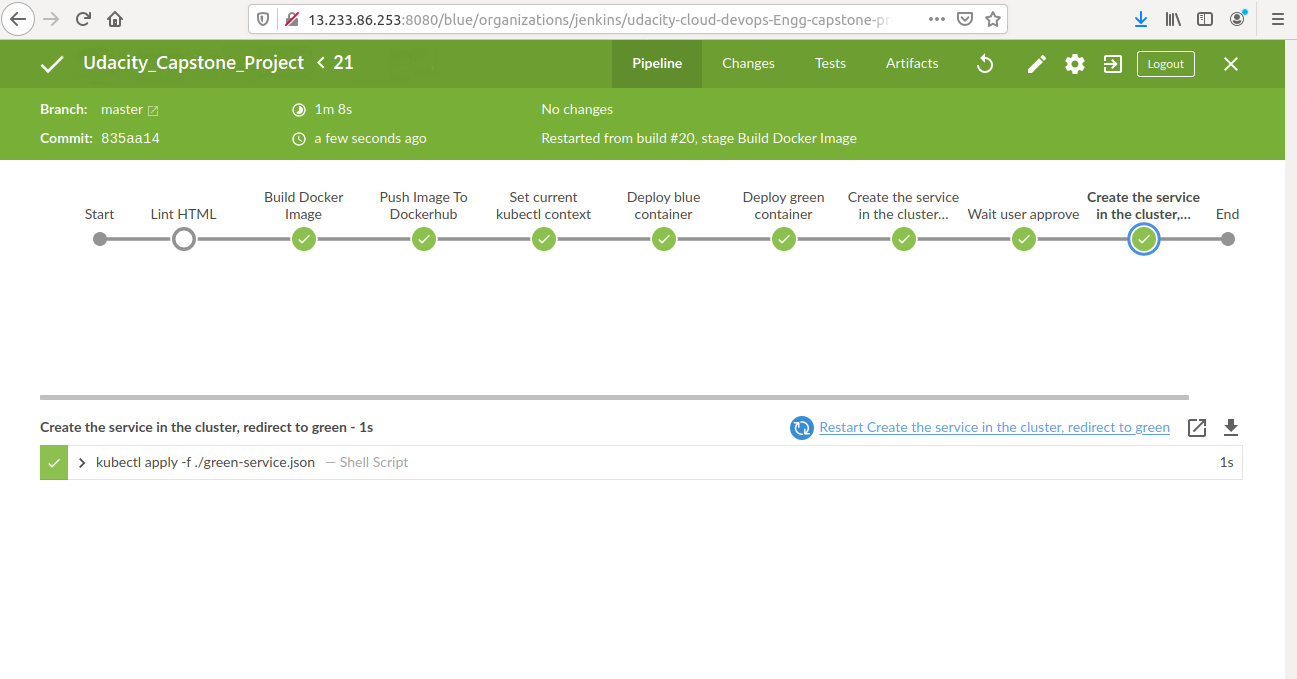 13.233.86.253:8080/blue/organizations/jenkins/udacity-cloud-devops-Engg-capstone-pr
Udacity_Capstone_Project < 21
Pipeline
Changes
Tests
Artifacts
Logout
Branch: master
1m 8s
No changes
Commit: 835aa14
a few seconds ago
Restarted from build #20, stage Build Docker Image
Start
Lint HTML
Build Docker
Image
Push Image To
Dockerhub
Set current
kubectl context
Deploy blue
container
Deploy green
container
Create the service
in the cluster...
Wait user approve
Create the service
in the cluster,...
End
Create the service in the cluster, redirect to green - 1s
Restart Create the service in the cluster, redirect to green
kubectl apply -f ./green-service.json — Shell Script
1s